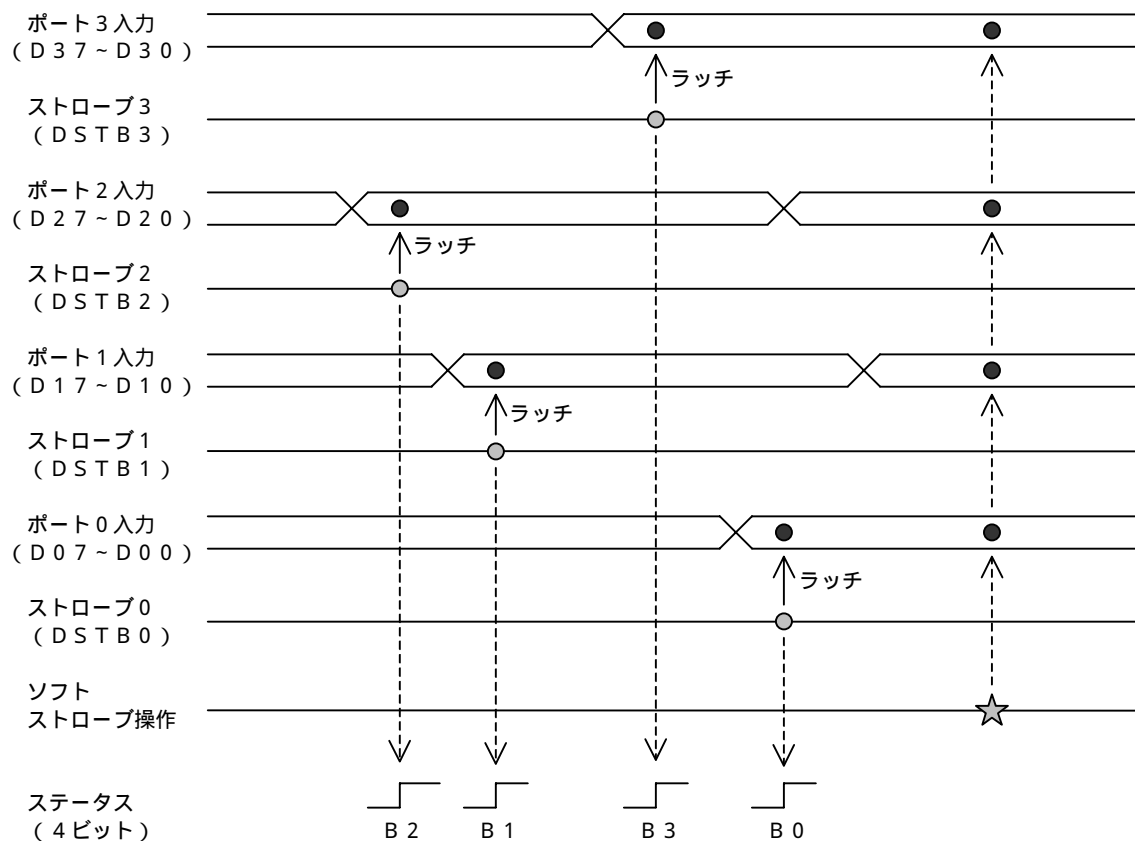 ポート3入力
(D37~D30)
ラッチ
ストローブ3
(DSTB3)
ポート2入力
(D27~D20)
ラッチ
ストローブ2
(DSTB2)
ポート1入力
(D17~D10)
ラッチ
ストローブ1
(DSTB1)
ポート0入力
(D07~D00)
ラッチ
ストローブ0
(DSTB0)
ソフト
ストローブ操作
ステータス
(4ビット)
B2 B1 B3 B0